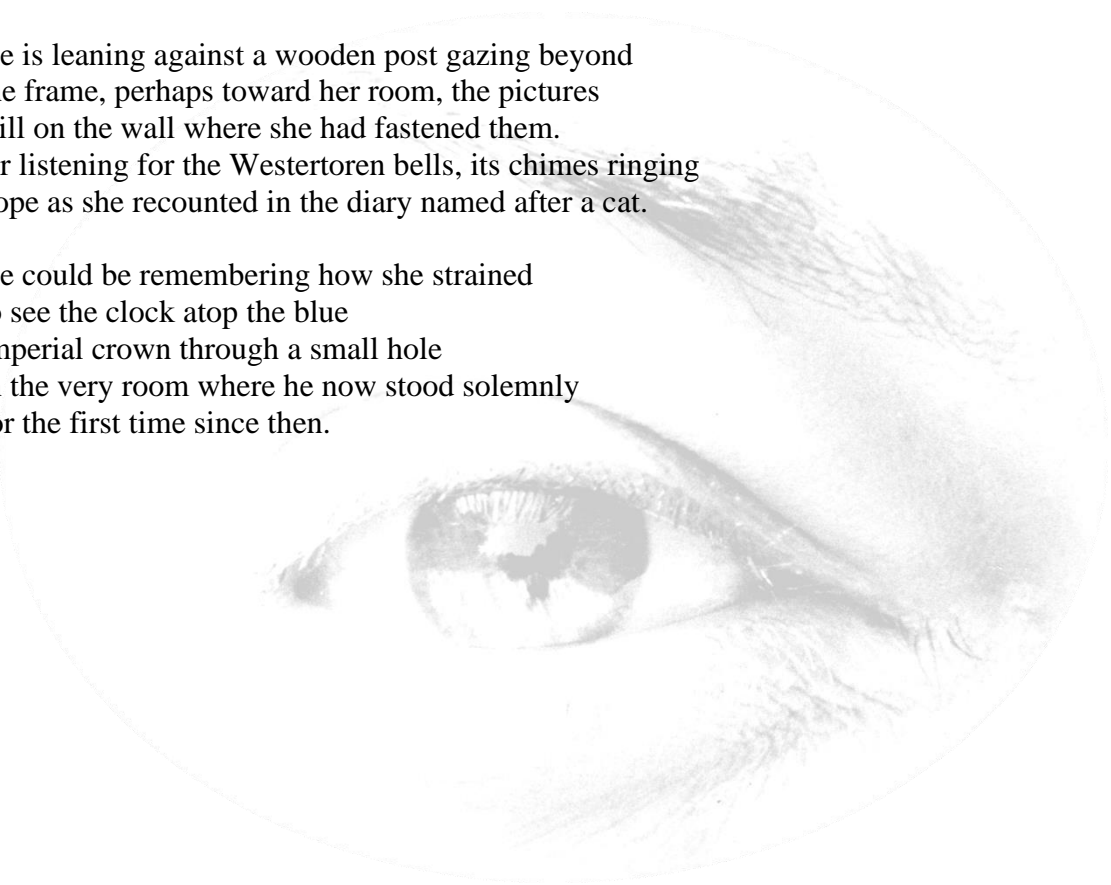 e is leaning against a wooden post gazing beyond
e frame, perhaps toward her room, the pictures
ill on the wall where she had fastened them.
r listening for the Westertoren bells, its chimes ringing
ope as she recounted in the diary named after a cat.

e could be remembering how she strained
see the clock atop the blue
perial crown through a small hole
the very room where he now stood solemnly
or the first time since then.